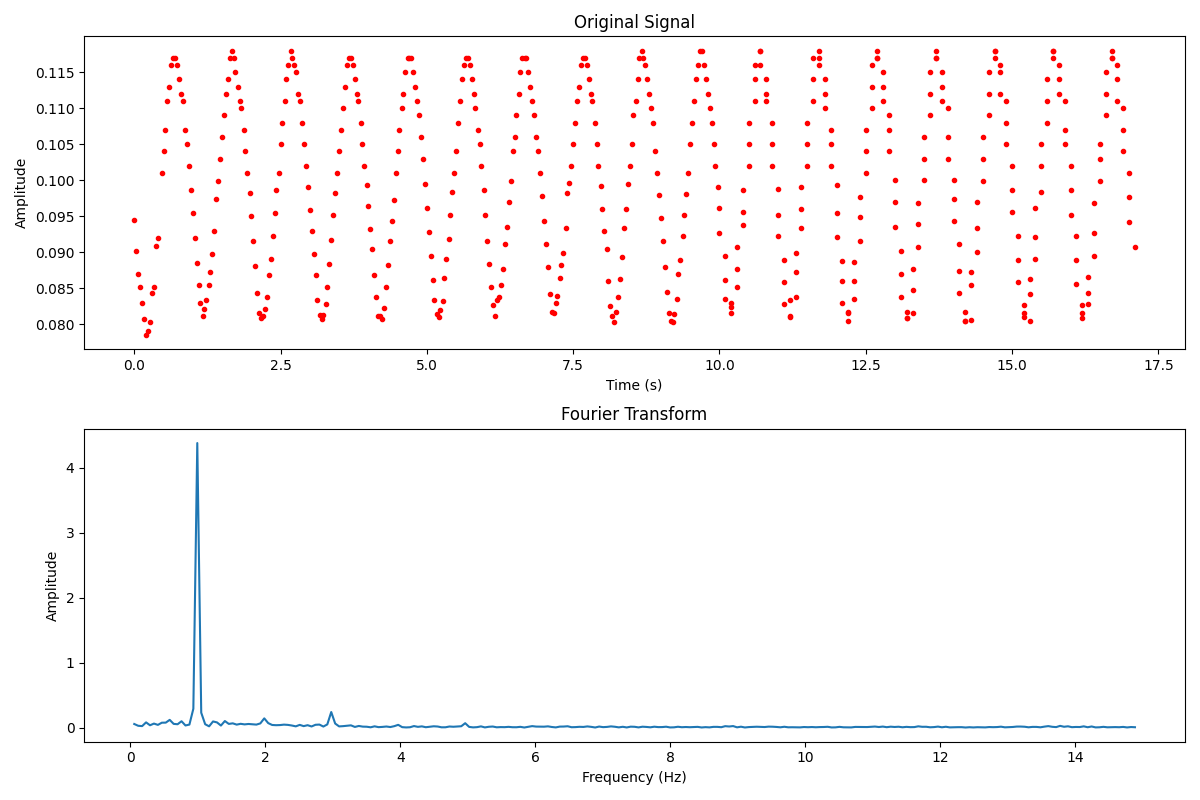 Original Signal
Amplitude
0.115
0.110
0.105
0.100
0.095
0.090
0.085
0.080
0.0 2.5 5.0 7.5 10.0 12.5 15.0 17.5
Time (s)
Fourier Transform
Amplitude
4
3
2
1
0
0 2 4 6 8 10 12 14
Frequency (Hz)